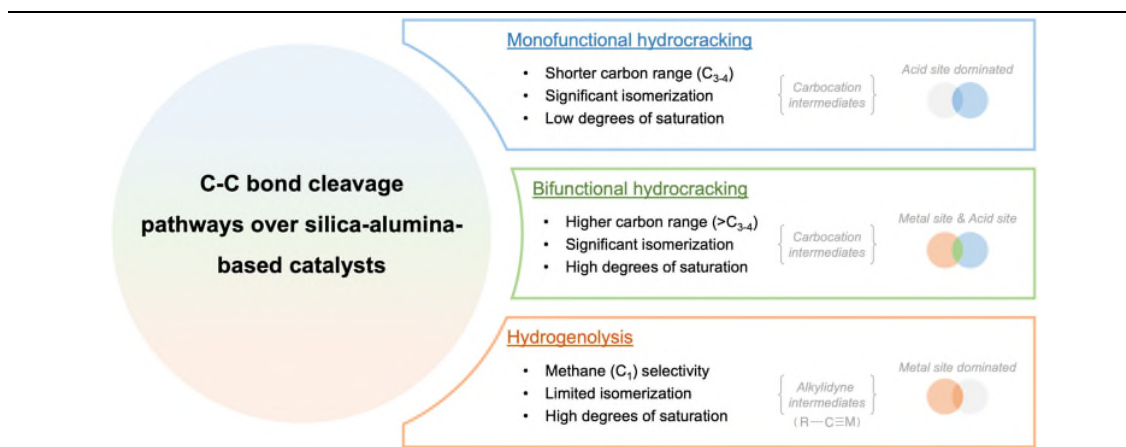 C-C bond cleavage
pathways over silica-alumina-
based catalysts
Monofunctional hydrocracking
• Shorter carbon range (C₃₋₄)
• Significant isomerization
• Low degrees of saturation
Carbocation
intermediates
Acid site dominated
Bifunctional hydrocracking
• Higher carbon range (>C₃₋₄)
• Significant isomerization
• High degrees of saturation
Carbocation
intermediates
Metal site & Acid site
Hydrogenolysis
• Methane (C₁) selectivity
• Limited isomerization
• High degrees of saturation
Alkylidyne
intermediates
(R—C≡M)
Metal site dominated